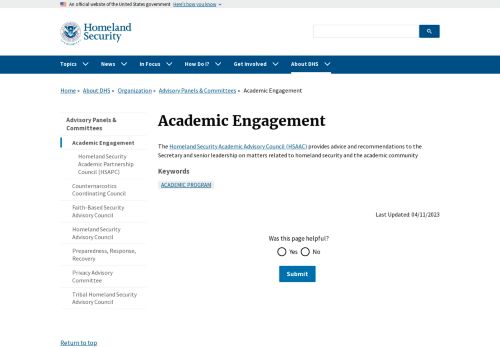 An official website of the United States government Here's how you know
Homeland
Security
Topics News In Focus How Do I? Get Involved About DHS
Home » About DHS » Organization » Advisory Panels & Committees » Academic Engagement
Advisory Panels &
Committees
Academic Engagement
Homeland Security
Academic Partnership
Council (HSAPC)
Counternarcotics
Coordinating Council
Faith-Based Security
Advisory Council
Homeland Security
Advisory Council
Preparedness, Response,
Recovery
Privacy Advisory
Committee
Tribal Homeland Security
Advisory Council
Academic Engagement
The Homeland Security Academic Advisory Council (HSAAC) provides advice and recommendations to the
Secretary and senior leadership on matters related to homeland security and the academic community
Keywords
ACADEMIC PROGRAM
Last Updated: 04/11/2023
Was this page helpful?
Yes No
Submit
Return to top